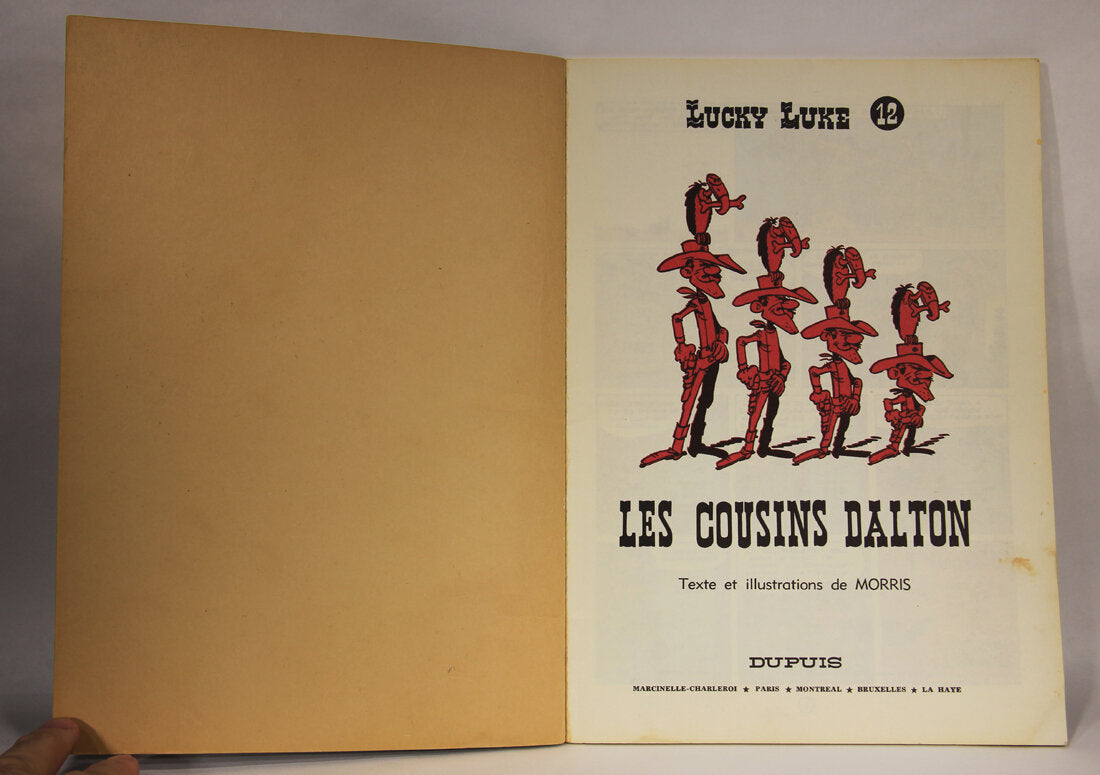 LUCKY LUKE 12
LES COUSINS DALTON
Texte et illustrations de MORRIS
DUPUIS
MARCINELLE-CHARLEROI ★ PARIS ★ MONTREAL ★ BRUXELLES ★ LA HAYE